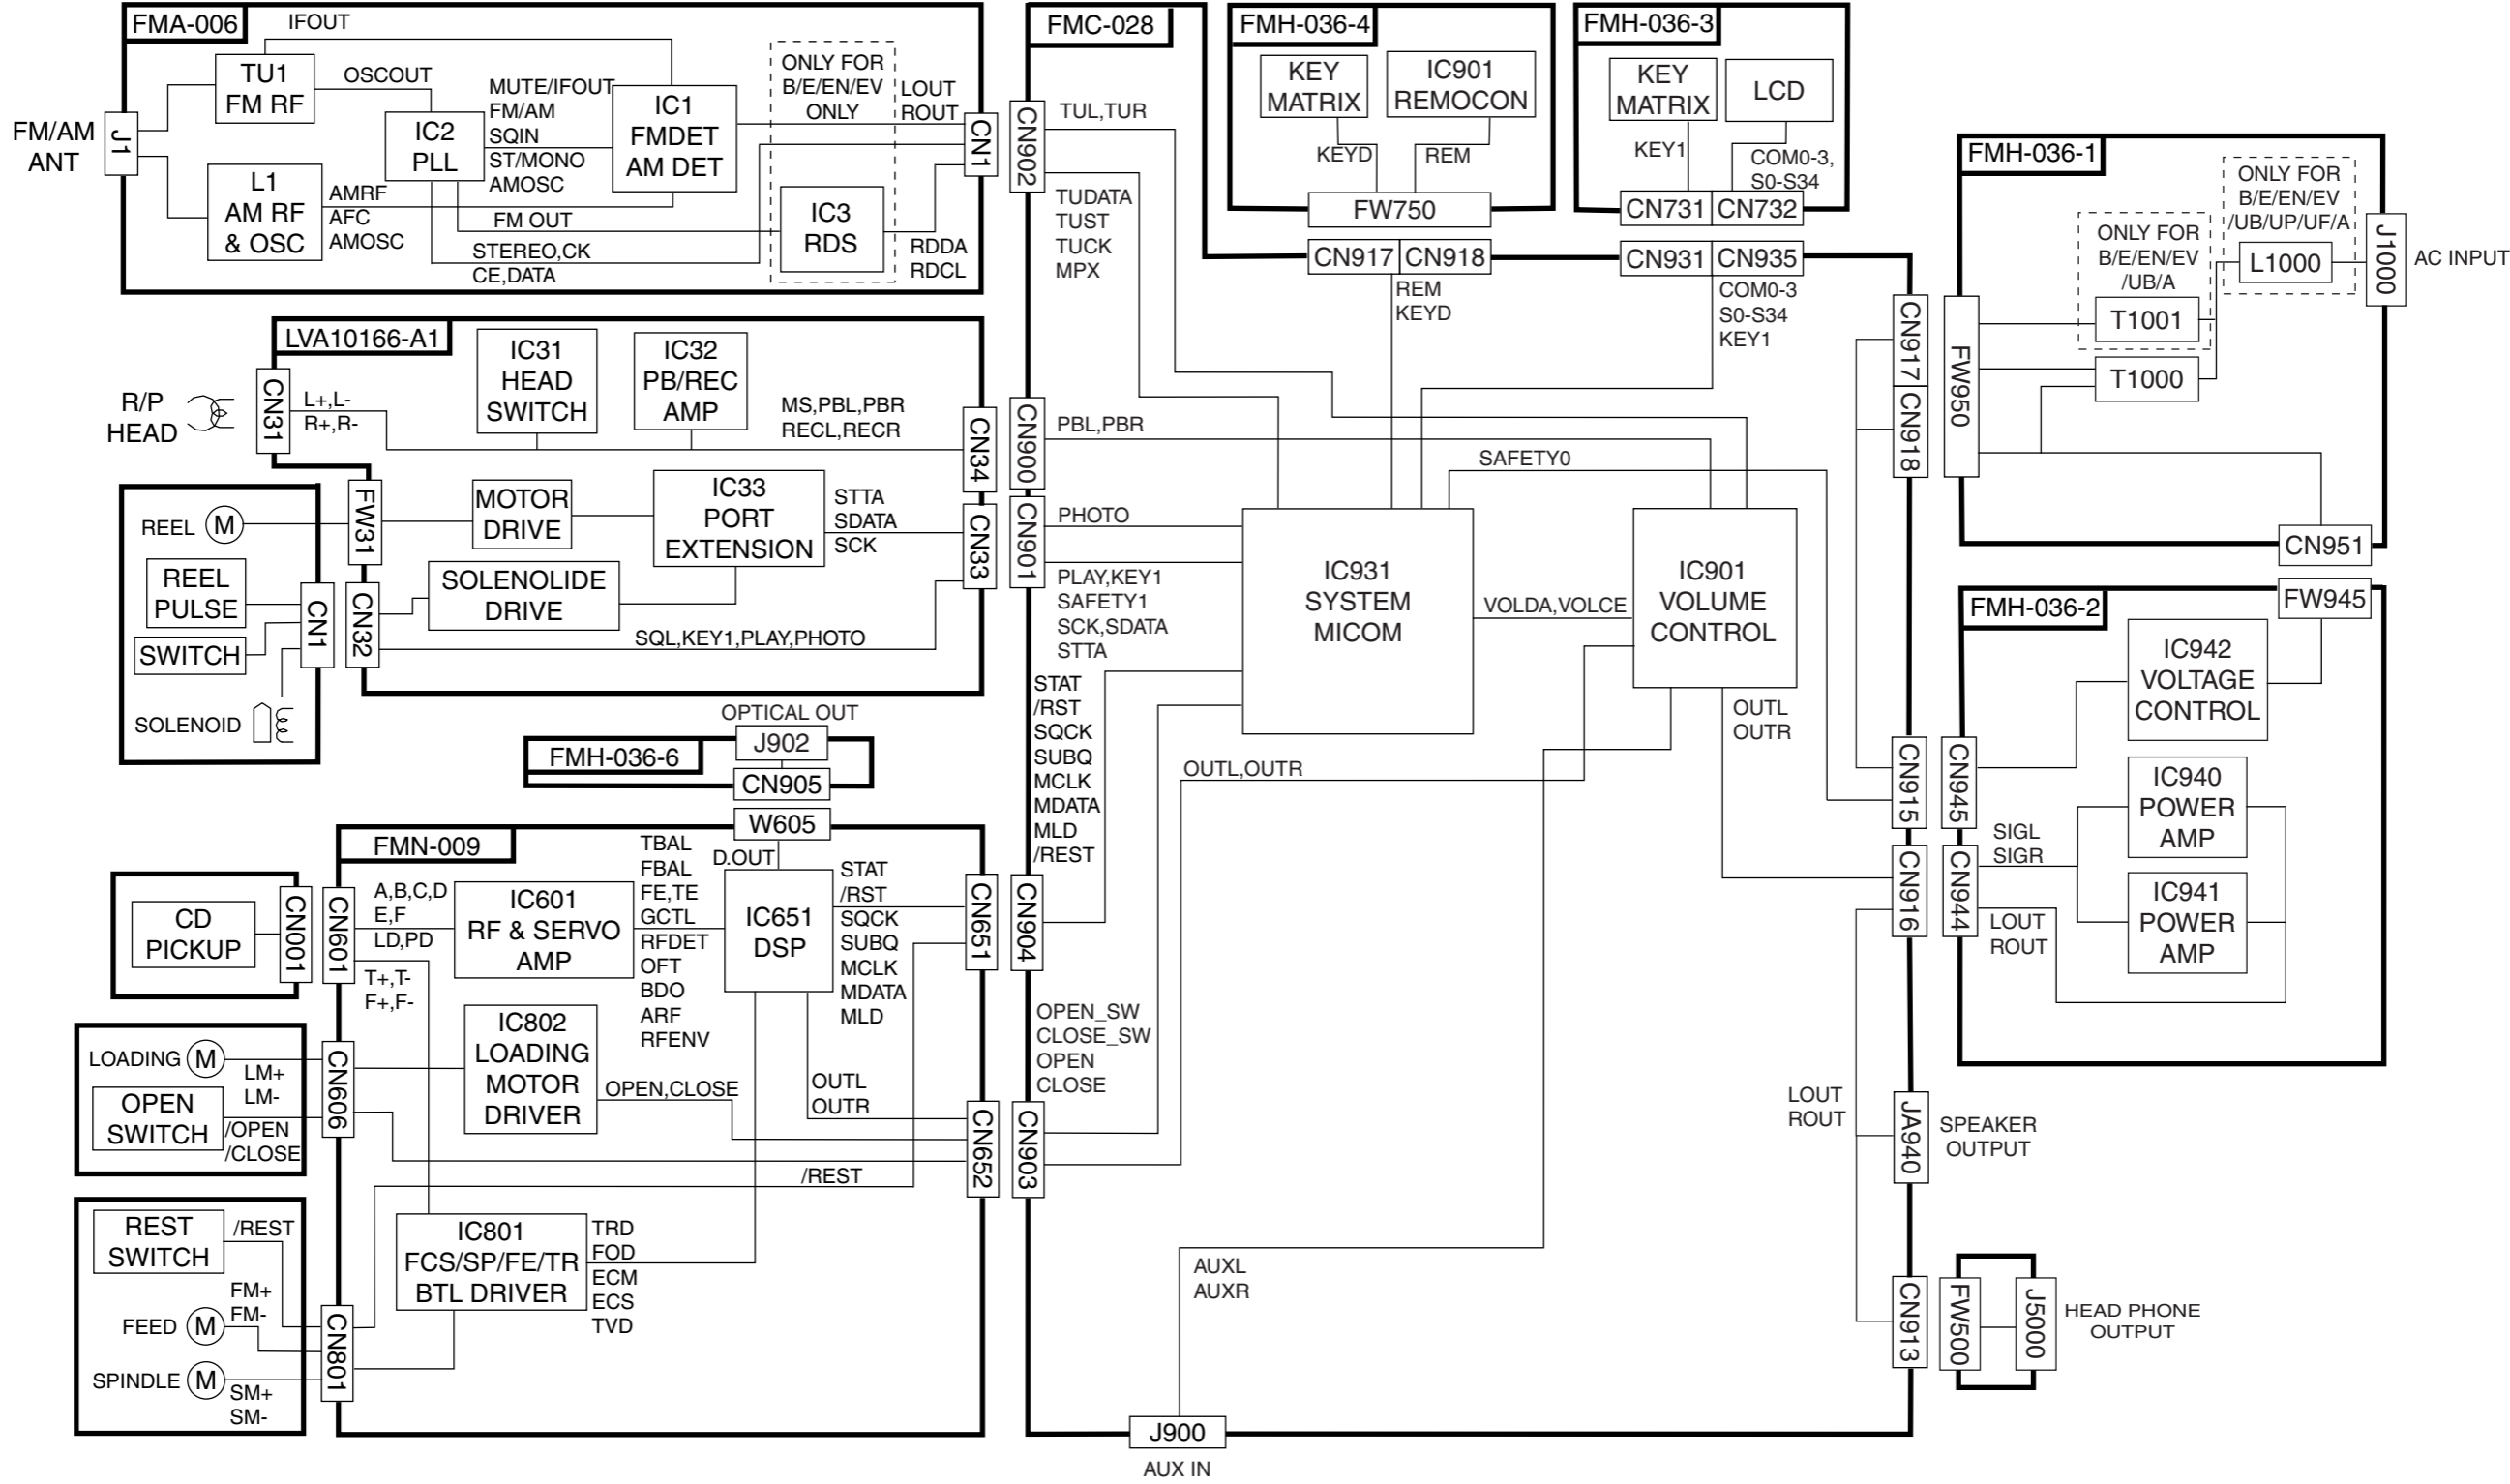 FMA-006
IFOUT
TU1
FM RF
OSCOUT
MUTE/IFOUT
FM/AM
SQIN
ST/MONO
AMOSC
IC2
PLL
IC1
FMDET
AM DET
ONLY FOR
B/E/EN/EV
ONLY
LOUT
ROUT
CN1
FM/AM
ANT
J1
L1
AM RF
& OSC
AMRF
AFC
AMOSC
FM OUT
STEREO,CK
CE,DATA
IC3
RDS
RDDA
RDCL
LVA10166-A1
R/P
HEAD
CN31
L+,L-
R+,R-
IC31
HEAD
SWITCH
IC32
PB/REC
AMP
MS,PBL,PBR
RECL,RECR
CN34
REEL
M
FW31
MOTOR
DRIVE
IC33
PORT
EXTENSION
STTA
SDATA
SCK
CN33
REEL
PULSE
SWITCH
SOLENOID
CN1
CN32
SOLENOLIDE
DRIVE
SQL,KEY1,PLAY,PHOTO
OPTICAL OUT
J902
FMH-036-6
CN905
W605
FMN-009
D.OUT
CD
PICKUP
CN001
CN601
A,B,C,D
E,F
LD,PD
T+,T-
F+,F-
IC601
RF & SERVO
AMP
TBAL
FBAL
FE,TE
GCTL
RFDET
OFT
BDO
ARF
RFENV
IC651
DSP
STAT
/RST
SQCK
SUBQ
MCLK
MDATA
MLD
CN651
LOADING
M
LM+
LM-
OPEN
SWITCH
/OPEN
/CLOSE
CN606
IC802
LOADING
MOTOR
DRIVER
OPEN,CLOSE
OUTL
OUTR
CN652
/REST
REST
SWITCH
/REST
FM+
FM-
FEED
M
SPINDLE
M
SM+
SM-
CN801
IC801
FCS/SP/FE/TR
BTL DRIVER
TRD
FOD
ECM
ECS
TVD
FMC-028
CN902
TUL,TUR
TUDATA
TUST
TUCK
MPX
CN900
PBL,PBR
CN901
PHOTO
PLAY,KEY1
SAFETY1
SCK,SDATA
STTA
STAT
/RST
SQCK
SUBQ
MCLK
MDATA
MLD
/REST
CN904
OPEN_SW
CLOSE_SW
OPEN
CLOSE
CN903
FMH-036-4
KEY
MATRIX
IC901
REMOCON
KEYD
REM
FW750
CN917
CN918
REM
KEYD
FMH-036-3
KEY
MATRIX
LCD
KEY1
COM0-3,
S0-S34
CN731
CN732
CN931
CN935
COM0-3
S0-S34
KEY1
SAFETY0
IC931
SYSTEM
MICOM
VOLDA,VOLCE
IC901
VOLUME
CONTROL
OUTL
OUTR
OUTL,OUTR
AUXL
AUXR
J900
AUX IN
CN917
CN918
CN915
CN916
LOUT
ROUT
JA940
SPEAKER
OUTPUT
CN913
FW500
J5000
HEAD PHONE
OUTPUT
FMH-036-1
ONLY FOR
B/E/EN/EV
/UB/UP/UF/A
ONLY FOR
B/E/EN/EV
/UB/A
L1000
J1000
AC INPUT
T1001
T1000
FW950
CN951
FMH-036-2
FW945
IC942
VOLTAGE
CONTROL
CN945
IC940
POWER
AMP
SIGL
SIGR
CN944
IC941
POWER
AMP
LOUT
ROUT